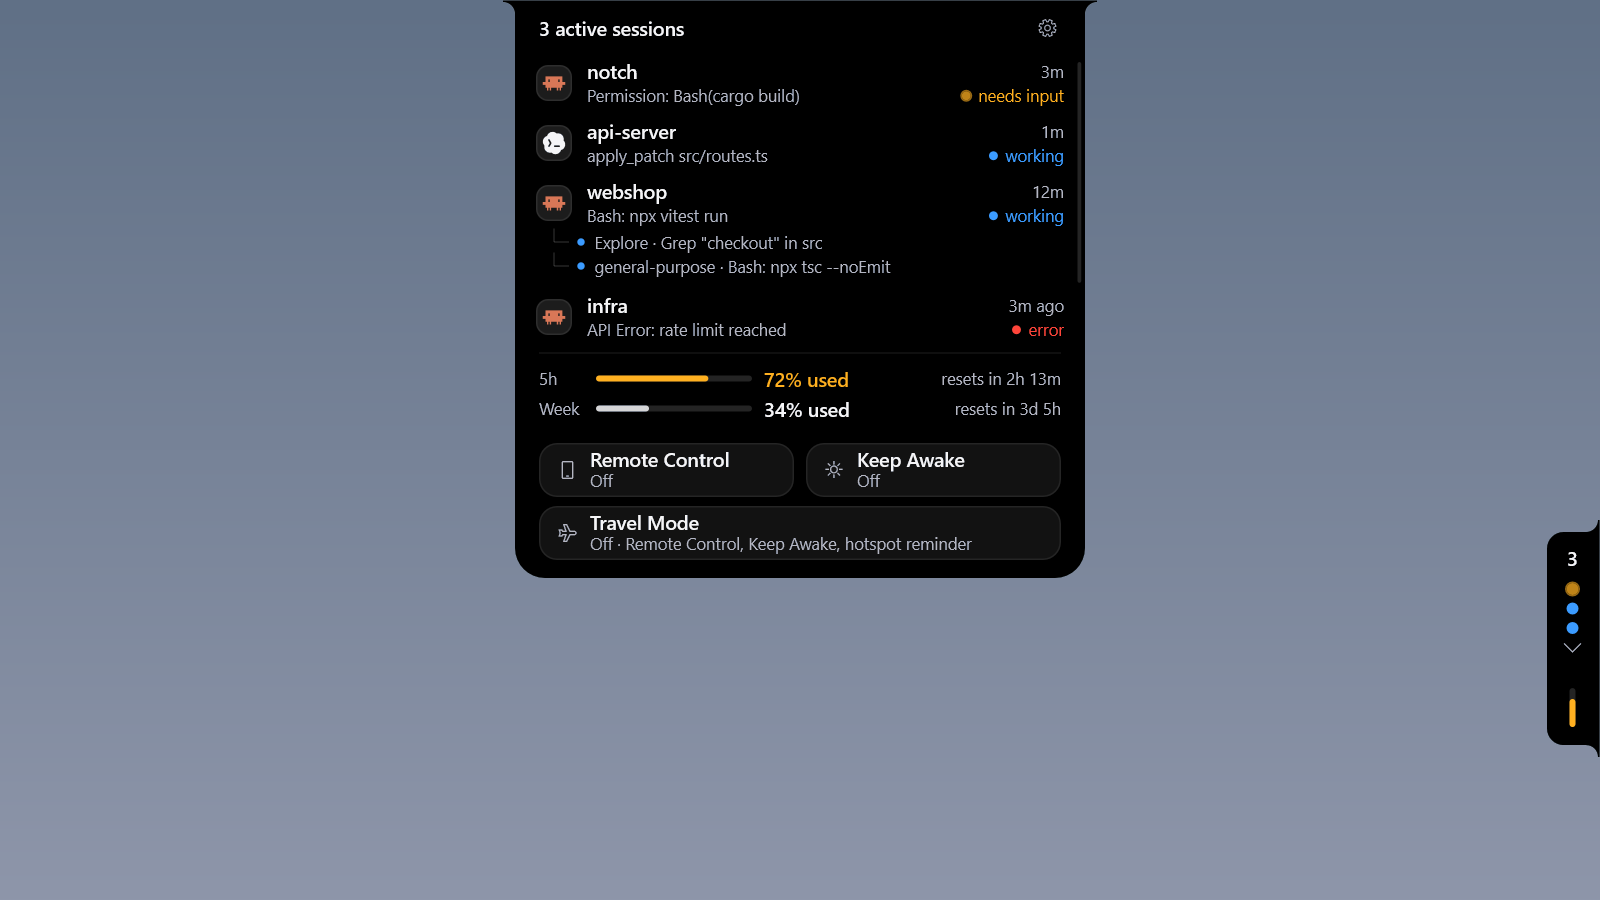 3 active sessions
notch 3m
Permission: Bash(cargo build) needs input
api-server 1m
apply_patch src/routes.ts working
webshop 12m
Bash: npx vitest run working
Explore · Grep "checkout" in src
general-purpose · Bash: npx tsc --noEmit
infra 3m ago
API Error: rate limit reached error
5h 72% used resets in 2h 13m
Week 34% used resets in 3d 5h
Remote Control
Off
Keep Awake
Off
Travel Mode
Off · Remote Control, Keep Awake, hotspot reminder
3